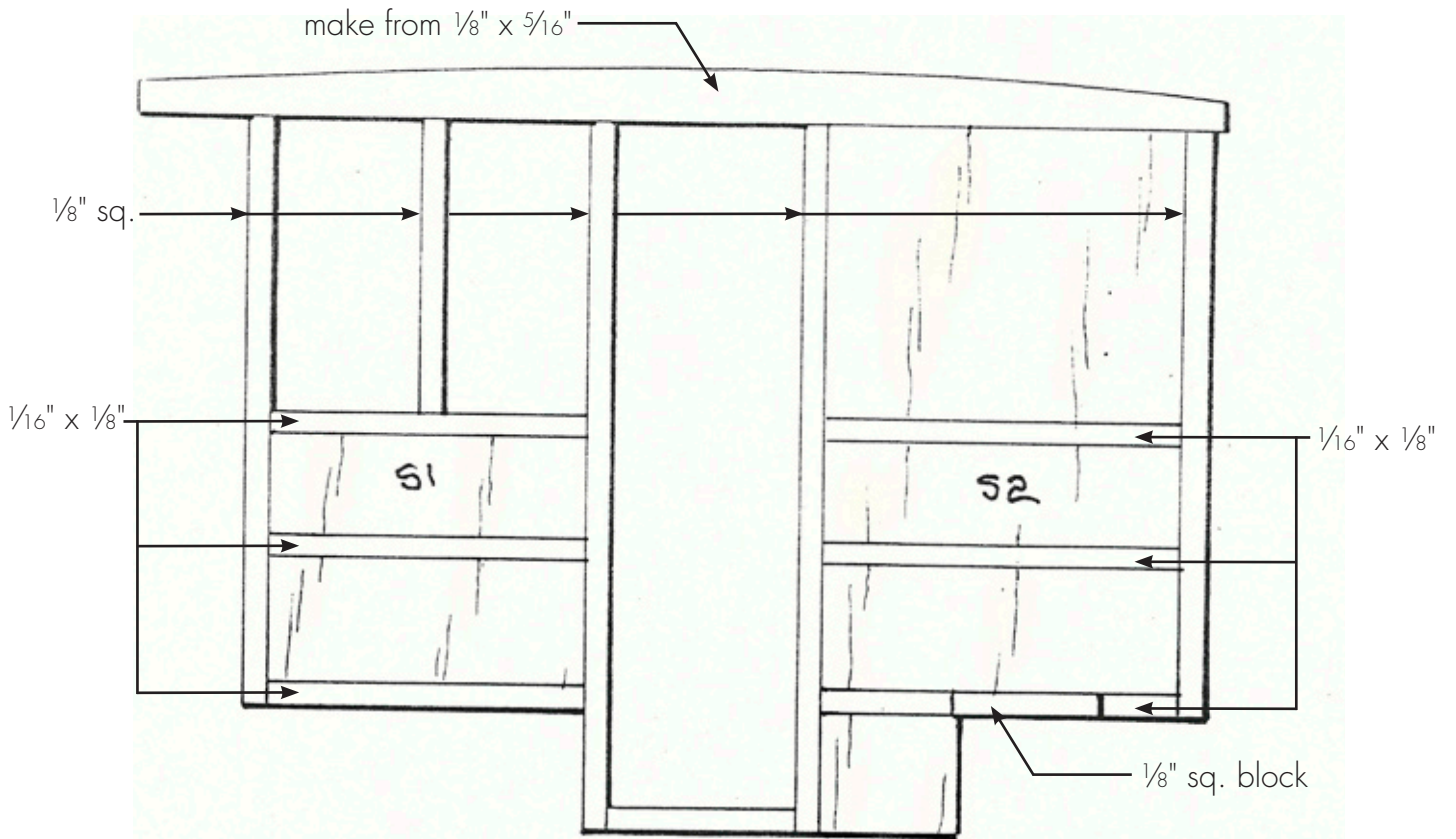 make from ⅛" x 5⁄16"
⅛" sq.
1⁄16" x ⅛"
S1
S2
1⁄16" x ⅛"
⅛" sq. block